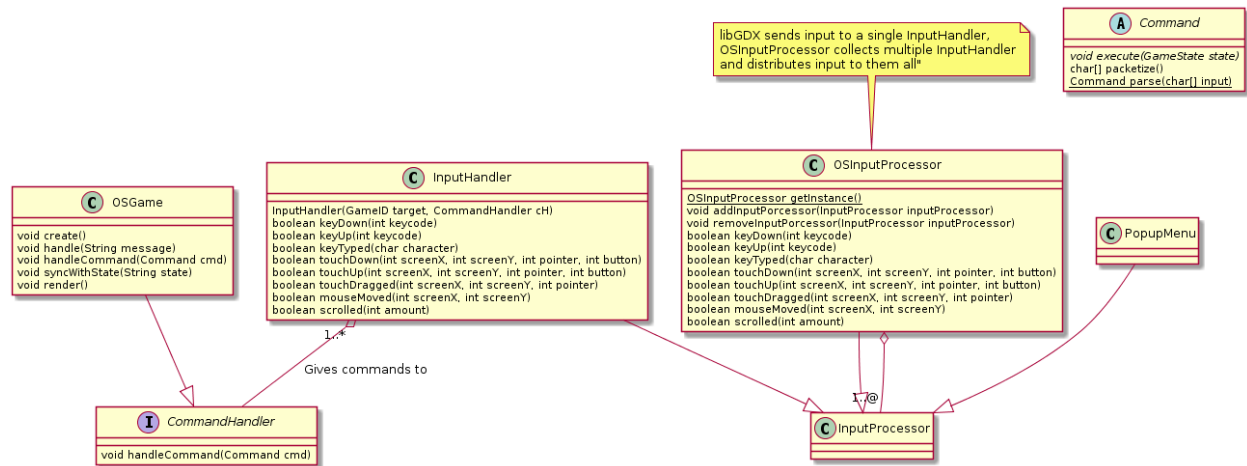 libGDX sends input to a single InputHandler,
OSInputProcessor collects multiple InputHandler
and distributes input to them all"
A Command
void execute(GameState state)
char[] packetize()
Command parse(char[] input)
C OSGame
void create()
void handle(String message)
void handleCommand(Command cmd)
void syncWithState(String state)
void render()
C InputHandler
InputHandler(GameID target, CommandHandler cH)
boolean keyDown(int keycode)
boolean keyUp(int keycode)
boolean keyTyped(char character)
boolean touchDown(int screenX, int screenY, int pointer, int button)
boolean touchUp(int screenX, int screenY, int pointer, int button)
boolean touchDragged(int screenX, int screenY, int pointer)
boolean mouseMoved(int screenX, int screenY)
boolean scrolled(int amount)
C OSInputProcessor
OSInputProcessor getInstance()
void addInputPorcessor(InputProcessor inputProcessor)
void removeInputPorcessor(InputProcessor inputProcessor)
boolean keyDown(int keycode)
boolean keyUp(int keycode)
boolean keyTyped(char character)
boolean touchDown(int screenX, int screenY, int pointer, int button)
boolean touchUp(int screenX, int screenY, int pointer, int button)
boolean touchDragged(int screenX, int screenY, int pointer)
boolean mouseMoved(int screenX, int screenY)
boolean scrolled(int amount)
C PopupMenu
1..*
Gives commands to
1..@
I CommandHandler
void handleCommand(Command cmd)
C InputProcessor